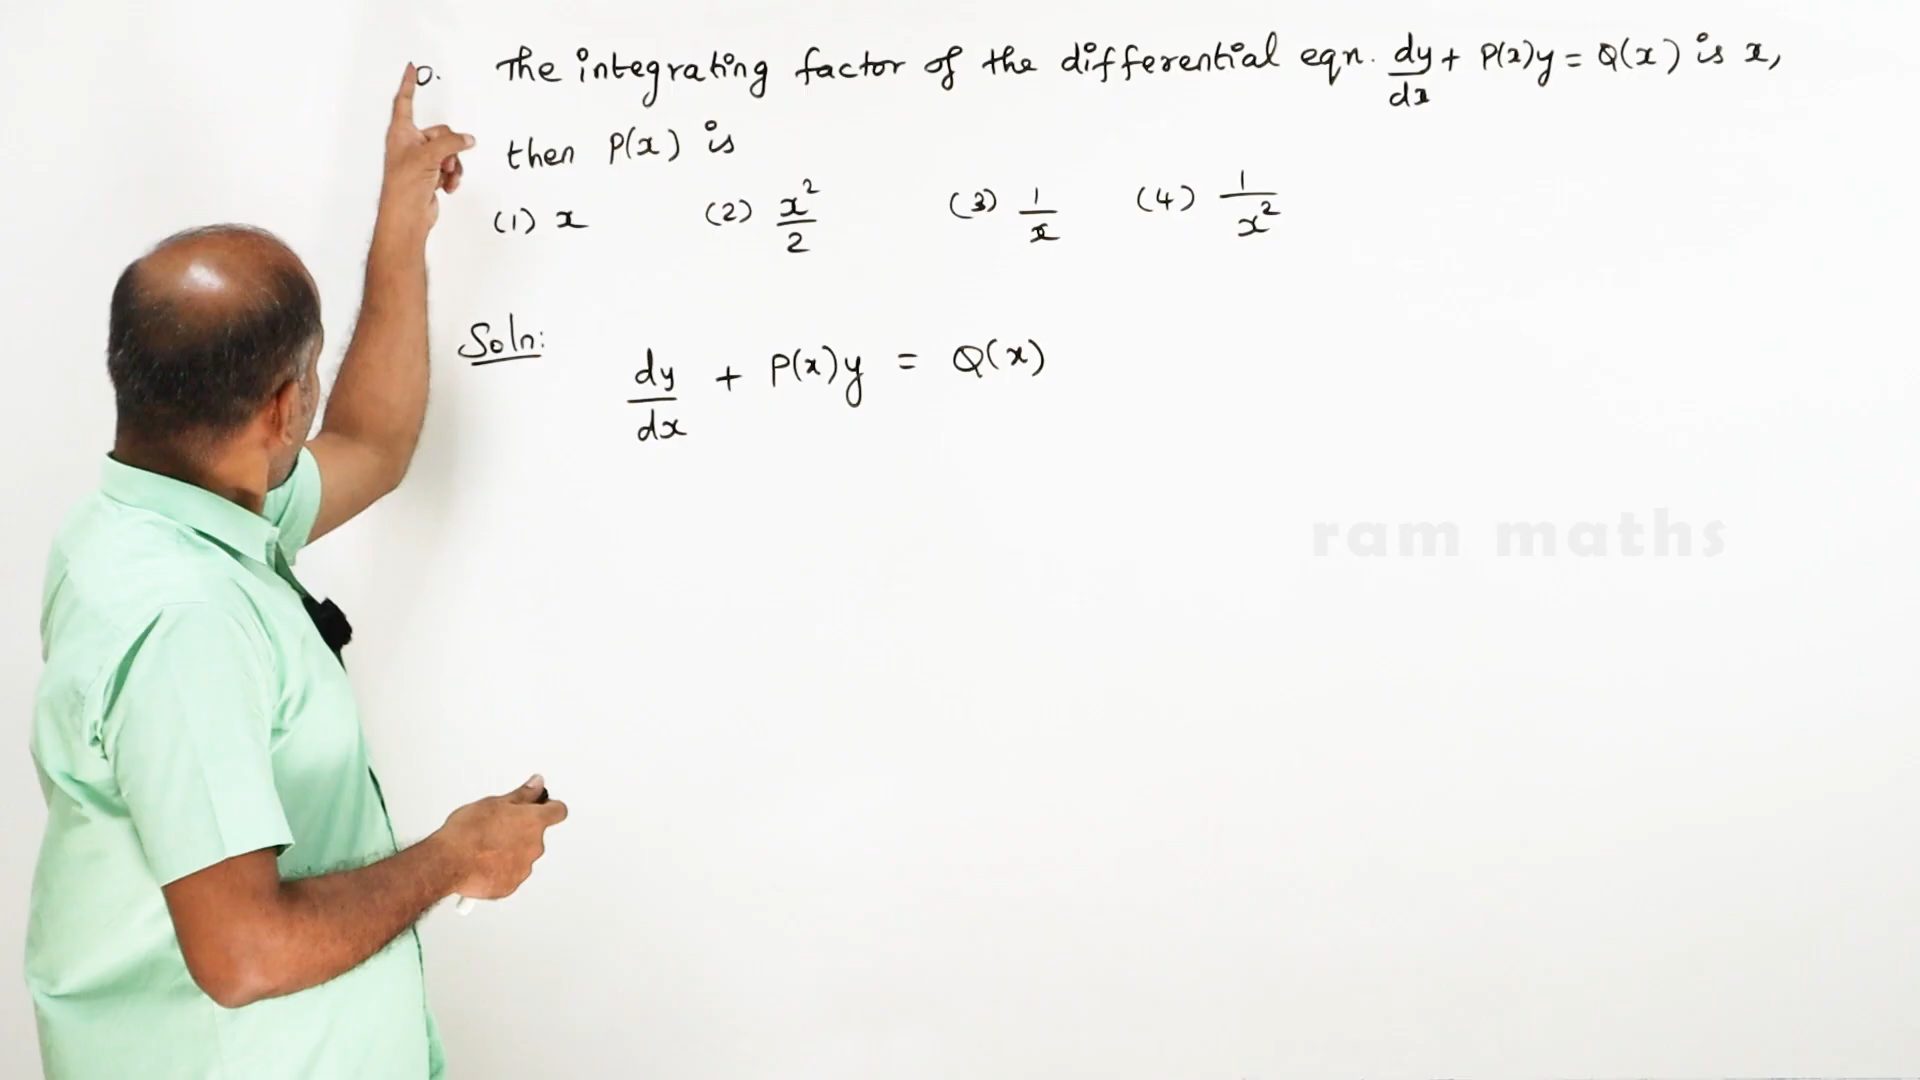 0. The integrating factor of the differential eqn. dy/dx + P(x)y = Q(x) is x,
then P(x) is
(1) x (2) x²/2 (3) 1/x (4) 1/x²
Soln:
dy/dx + P(x)y = Q(x)
ram maths